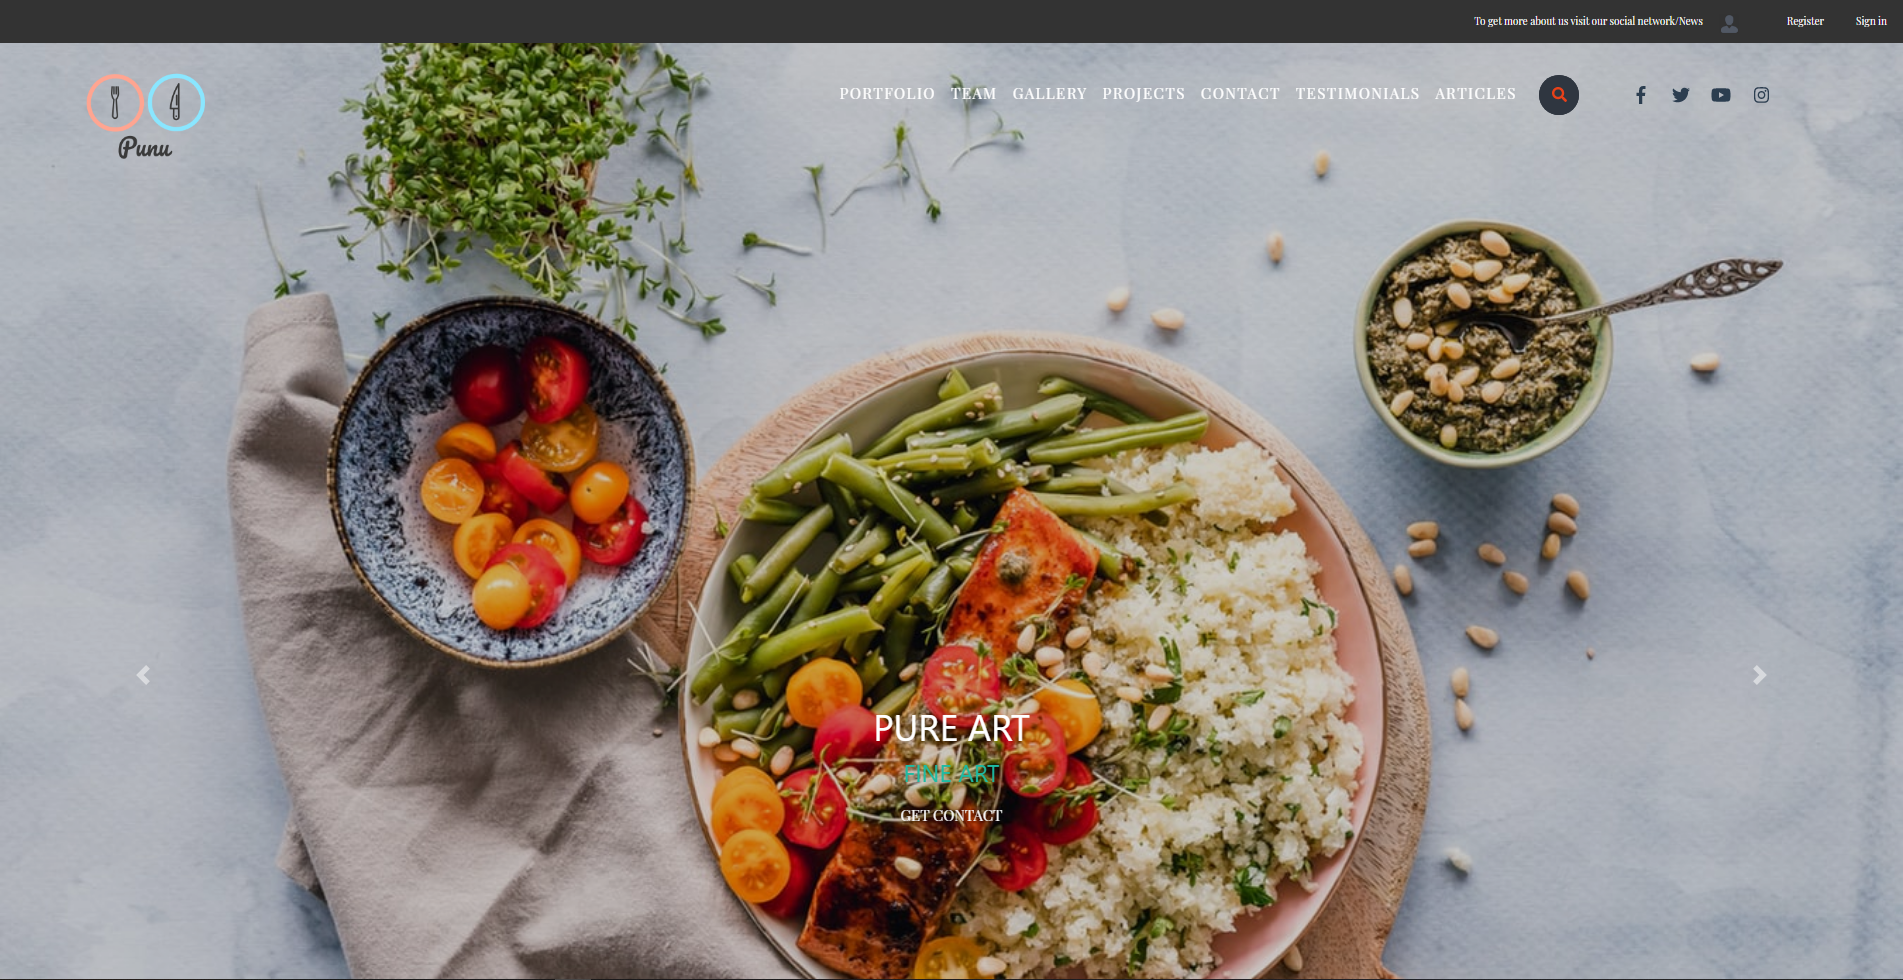 To get more about us visit our social network/News
Register
Sign in
Punu
PORTFOLIO TEAM GALLERY PROJECTS CONTACT TESTIMONIALS ARTICLES
PURE ART
FINE ART
GET CONTACT